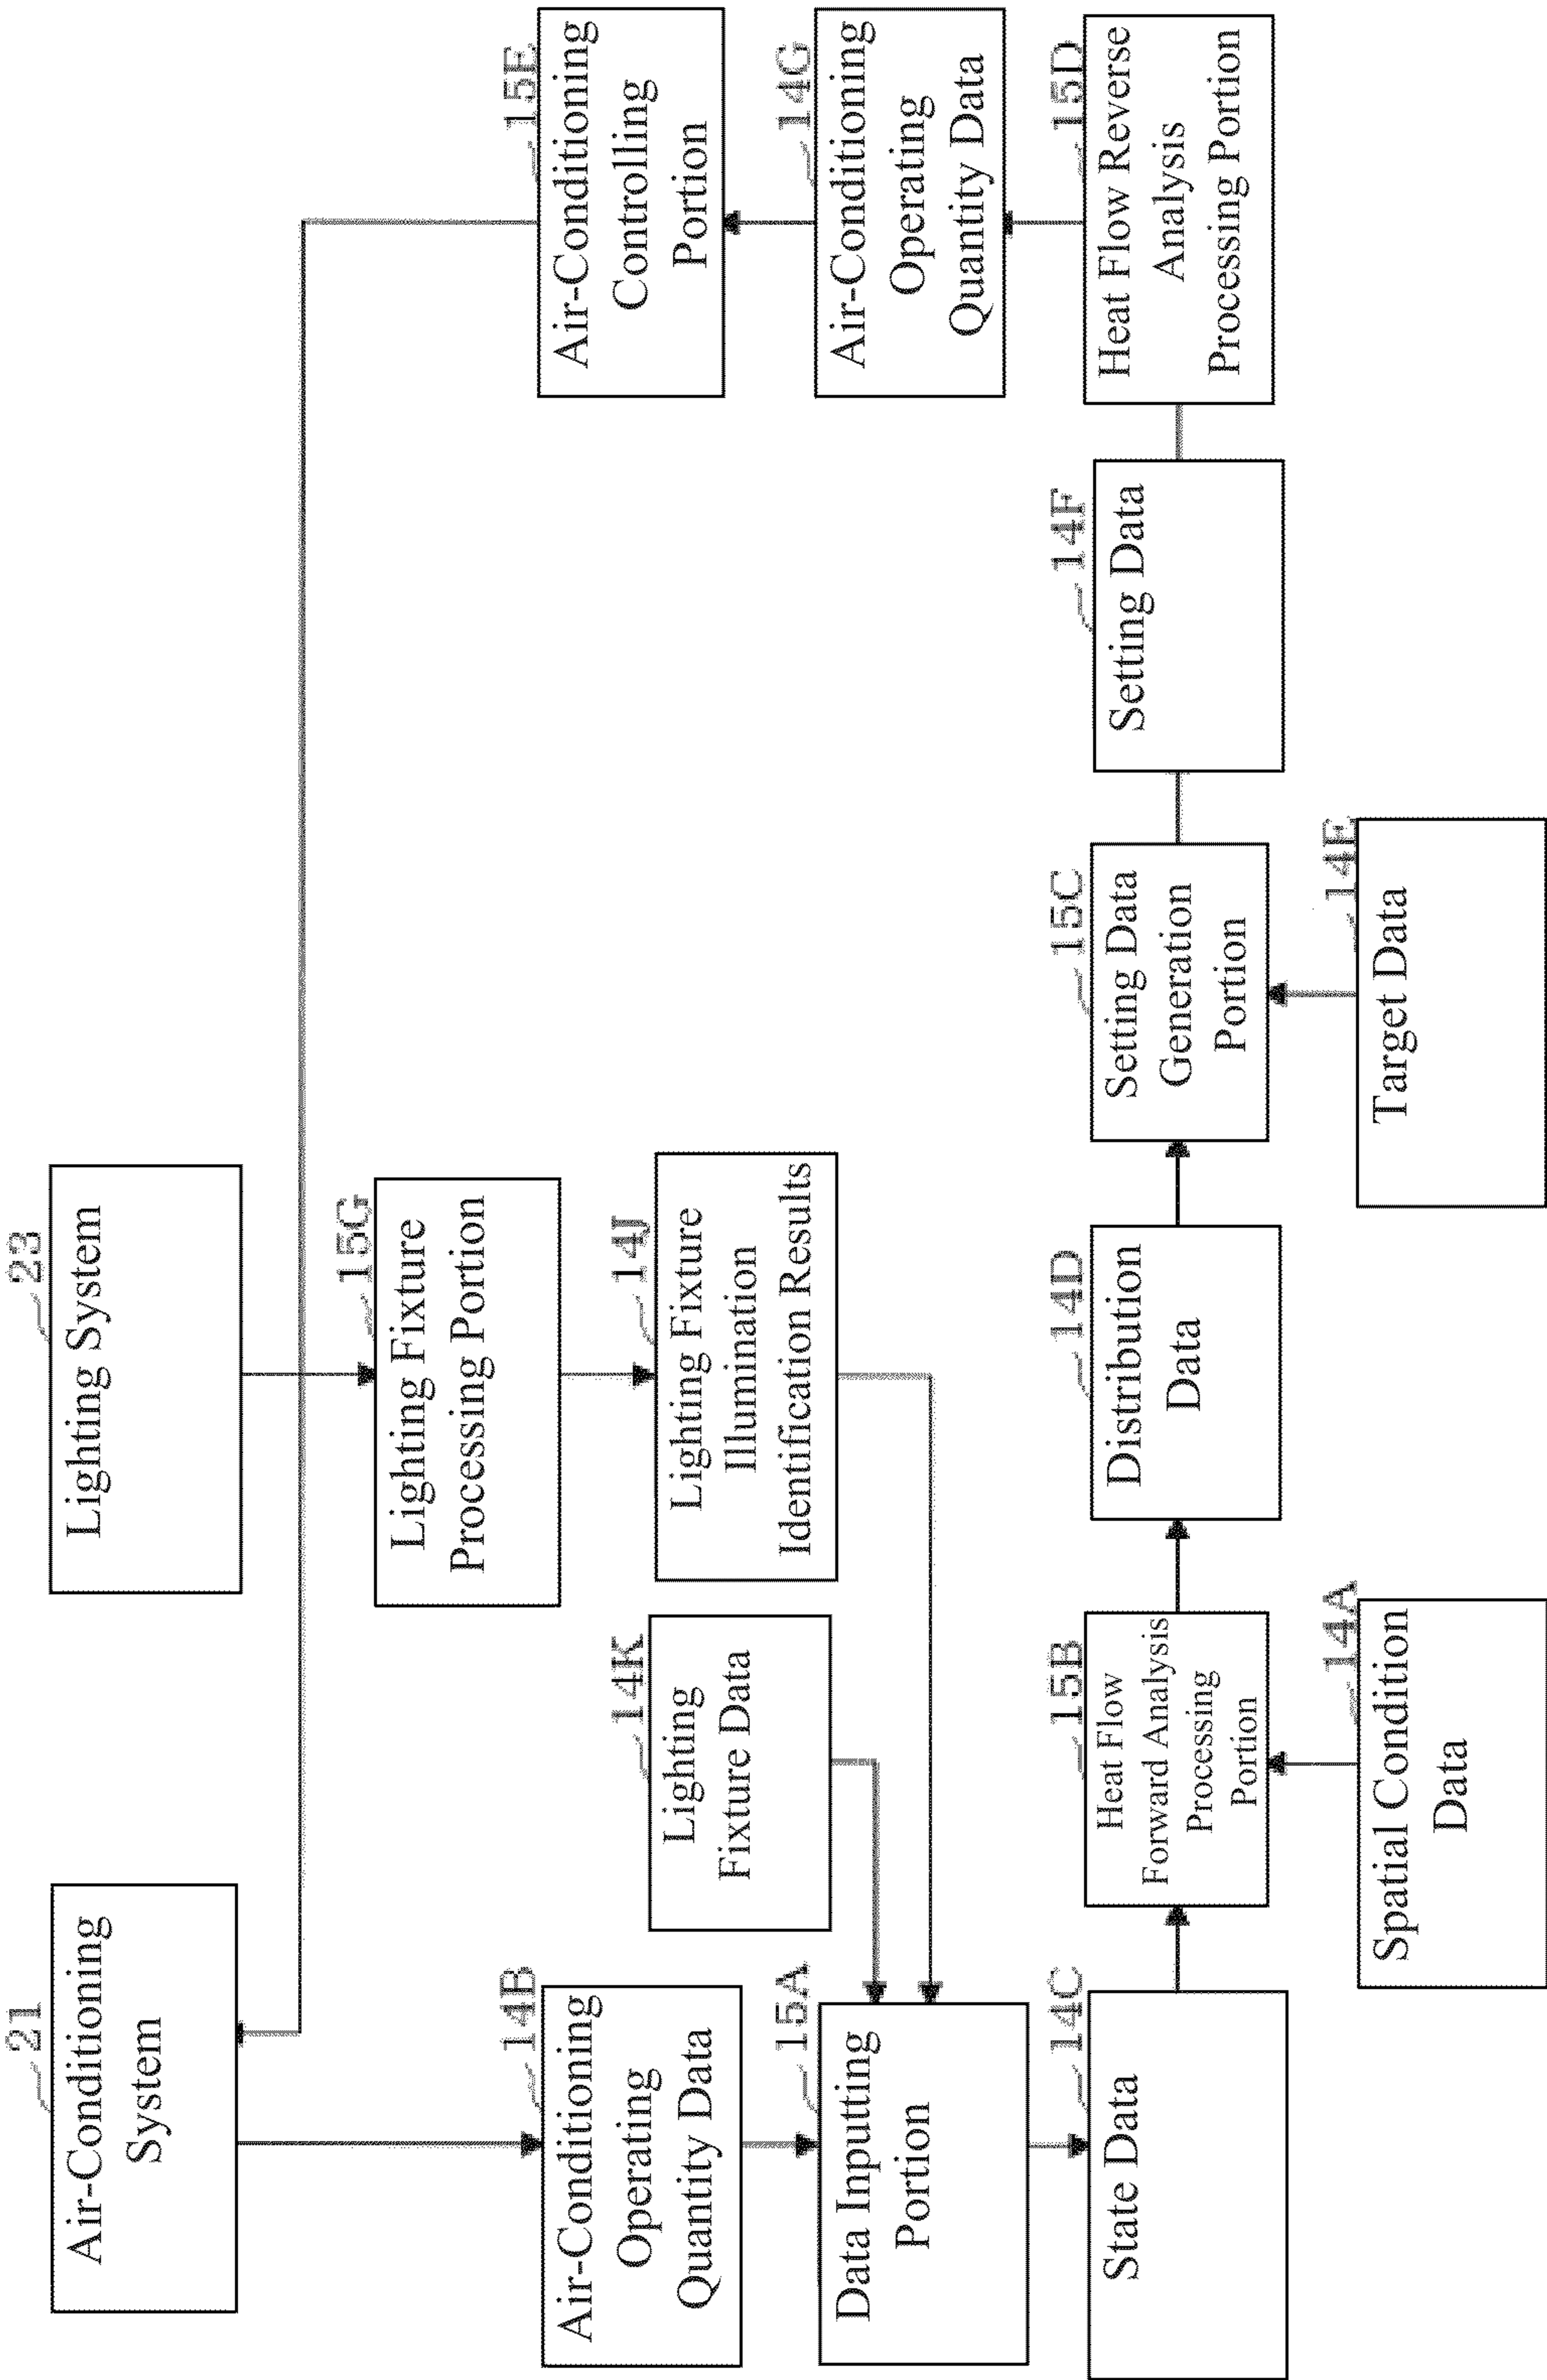 21
Air-Conditioning
System
23
Lighting System
15G
Lighting Fixture
Processing Portion
15E
Air-Conditioning
Controlling
Portion
14B
Air-Conditioning
Operating
Quantity Data
14K
Lighting
Fixture Data
14J
Lighting Fixture
Illumination
Identification Results
14G
Air-Conditioning
Operating
Quantity Data
15A
Data Inputting
Portion
14C
State Data
15B
Heat Flow
Forward Analysis
Processing
Portion
14D
Distribution
Data
15C
Setting Data
Generation
Portion
14F
Setting Data
15D
Heat Flow Reverse
Analysis
Processing Portion
14A
Spatial Condition
Data
14E
Target Data